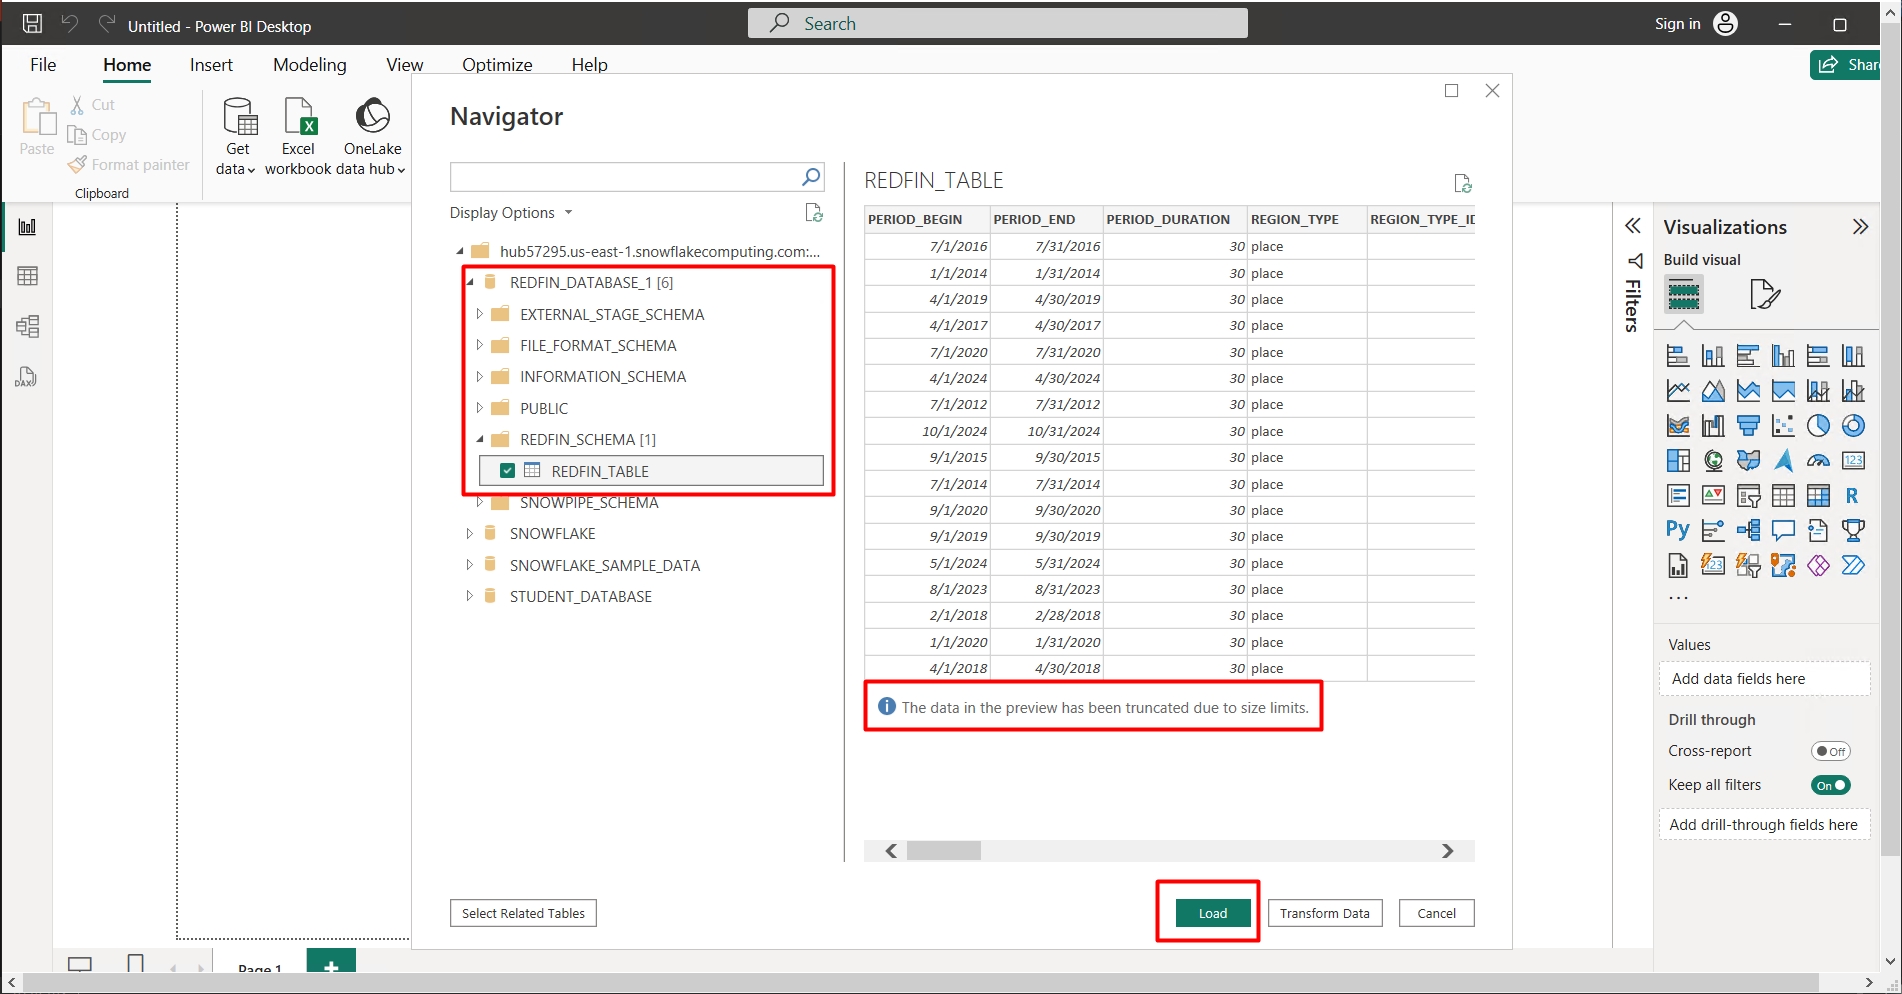 Untitled - Power BI Desktop
Search
Sign in
File
Home
Insert
Modeling
View
Optimize
Help
Share
Paste
Cut
Copy
Format painter
Clipboard
Get
data
Excel
workbook
OneLake
data hub
Navigator
Display Options
hub57295.us-east-1.snowflakecomputing.com:...
REDFIN_DATABASE_1 [6]
EXTERNAL_STAGE_SCHEMA
FILE_FORMAT_SCHEMA
INFORMATION_SCHEMA
PUBLIC
REDFIN_SCHEMA [1]
REDFIN_TABLE
SNOWPIPE_SCHEMA
SNOWFLAKE
SNOWFLAKE_SAMPLE_DATA
STUDENT_DATABASE
Select Related Tables
REDFIN_TABLE
PERIOD_BEGIN PERIOD_END PERIOD_DURATION REGION_TYPE REGION_TYPE_ID
7/1/2016 7/31/2016 30 place
1/1/2014 1/31/2014 30 place
4/1/2019 4/30/2019 30 place
4/1/2017 4/30/2017 30 place
7/1/2020 7/31/2020 30 place
4/1/2024 4/30/2024 30 place
7/1/2012 7/31/2012 30 place
10/1/2024 10/31/2024 30 place
9/1/2015 9/30/2015 30 place
7/1/2014 7/31/2014 30 place
9/1/2020 9/30/2020 30 place
9/1/2019 9/30/2019 30 place
5/1/2024 5/31/2024 30 place
8/1/2023 8/31/2023 30 place
2/1/2018 2/28/2018 30 place
1/1/2020 1/31/2020 30 place
4/1/2018 4/30/2018 30 place
The data in the preview has been truncated due to size limits.
Load
Transform Data
Cancel
Filters
Visualizations
Build visual
123
R
Py
123
...
Values
Add data fields here
Drill through
Cross-report
Off
Keep all filters
On
Add drill-through fields here
DAX
Page 1